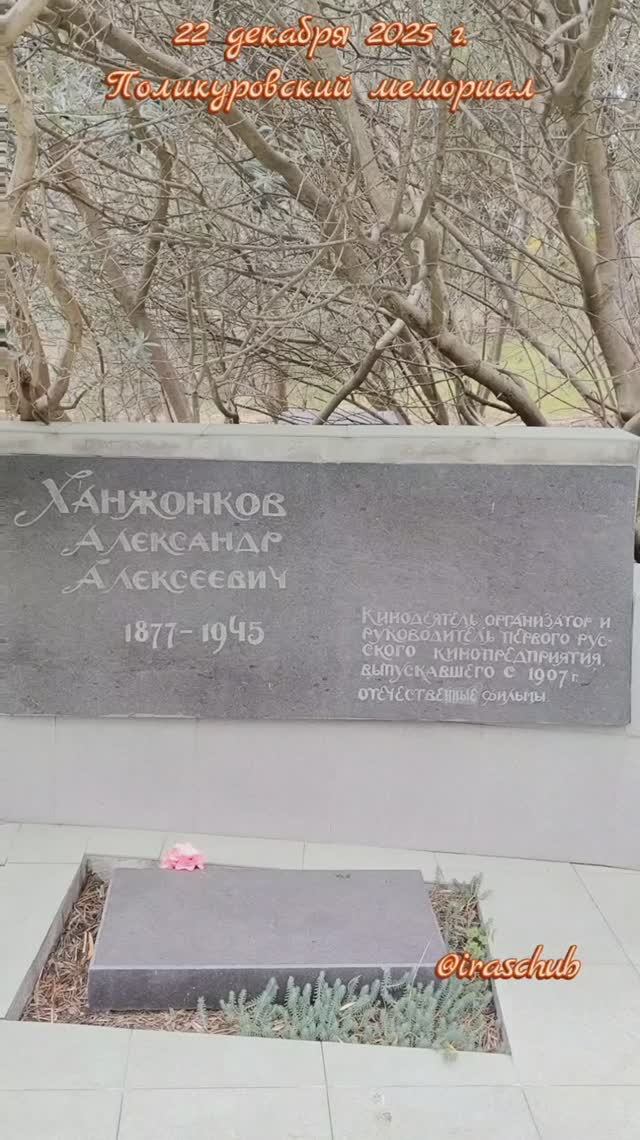 22 декабря 2025 г.
Поликуровский мемориал
Ханжонков
Александр
Алексеевич
1877-1945
Кинодеятель, организатор и
руководитель первого рус-
ского кинопредприятия,
выпускавшего с 1907 г.
отечественные фильмы.
@iraschub